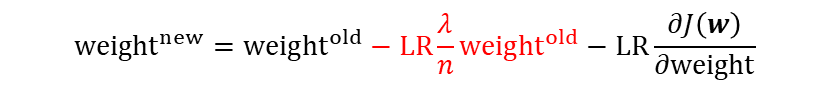 weight^new = weight^old − LR λ/n weight^old − LR ∂J(w)/∂weight